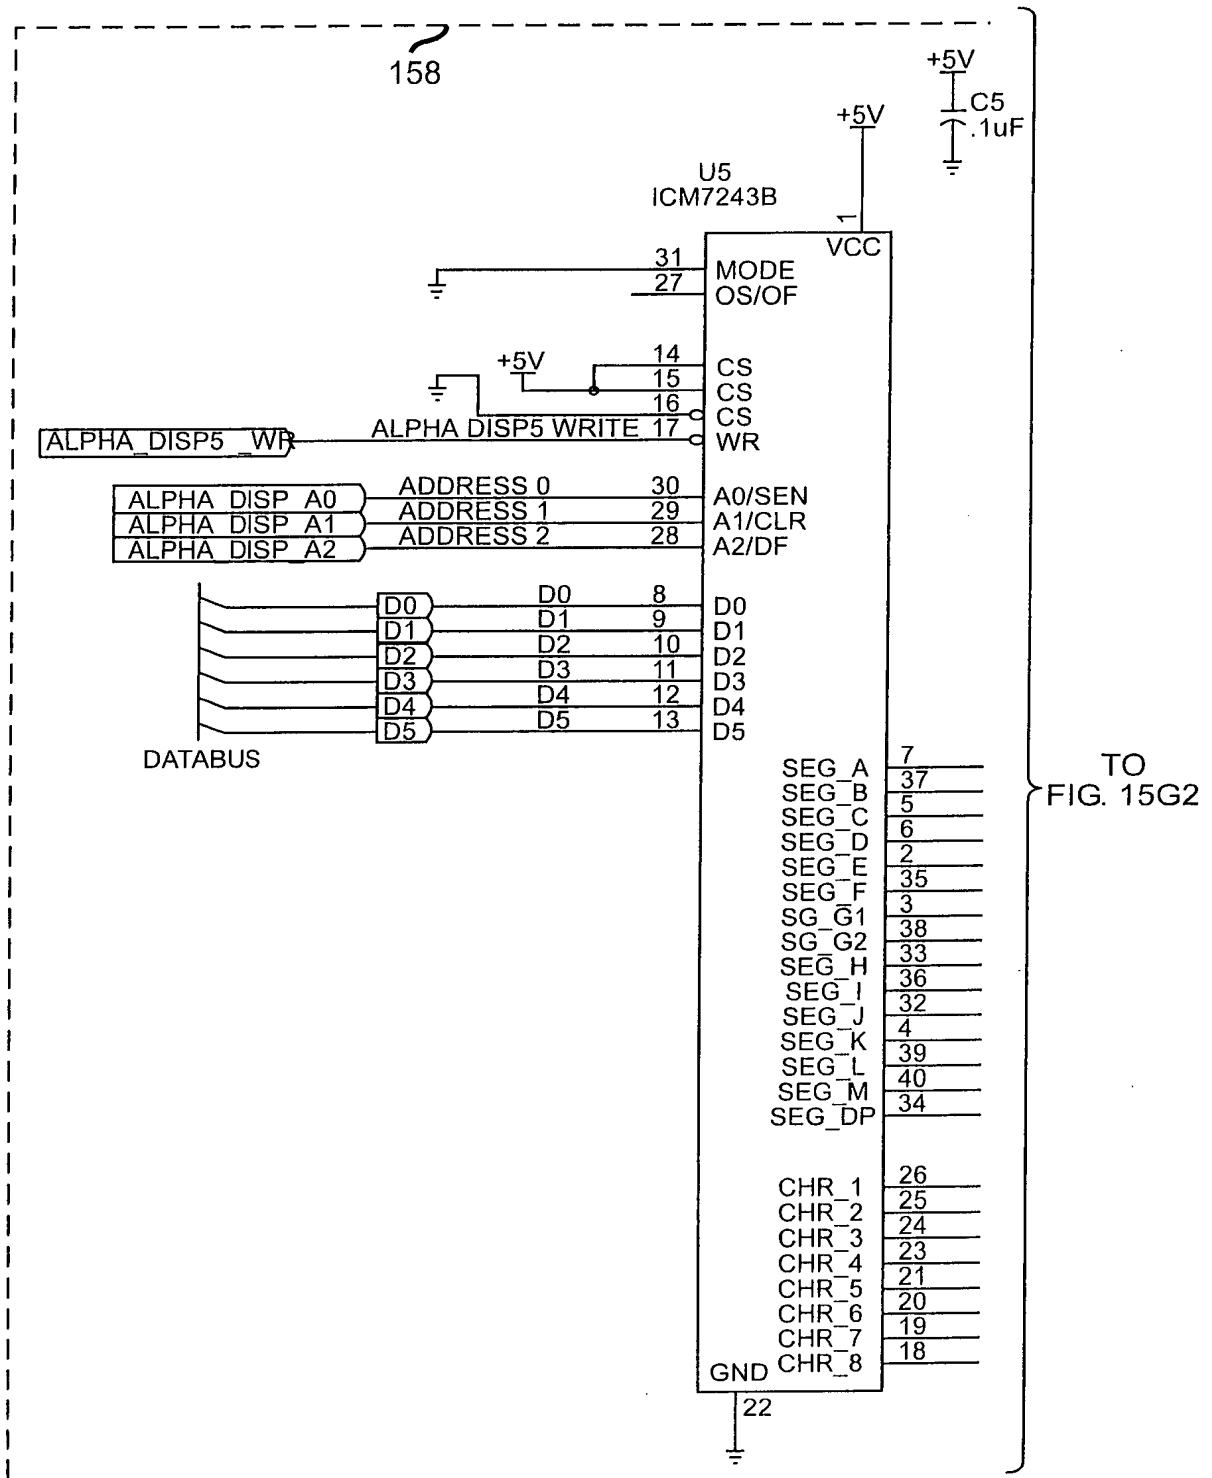 158
+5V
C5
.1uF
+5V
U5
ICM7243B
1
VCC
31
MODE
27
OS/OF
+5V
14
CS
15
CS
16
CS
ALPHA_DISP5 _WR
ALPHA DISP5 WRITE
17
WR
ALPHA_DISP_A0
ADDRESS 0
30
A0/SEN
ALPHA_DISP_A1
ADDRESS 1
29
A1/CLR
ALPHA_DISP_A2
ADDRESS 2
28
A2/DF
D0
D0
8
D0
D1
D1
9
D1
D2
D2
10
D2
D3
D3
11
D3
D4
D4
12
D4
D5
D5
13
D5
DATABUS
SEG_A
7
SEG_B
37
SEG_C
5
SEG_D
6
SEG_E
2
SEG_F
35
SG_G1
3
SG_G2
38
SEG_H
33
SEG_I
36
SEG_J
32
SEG_K
4
SEG_L
39
SEG_M
40
SEG_DP
34
TO
FIG. 15G2
CHR_1
26
CHR_2
25
CHR_3
24
CHR_4
23
CHR_5
21
CHR_6
20
CHR_7
19
CHR_8
18
GND
22